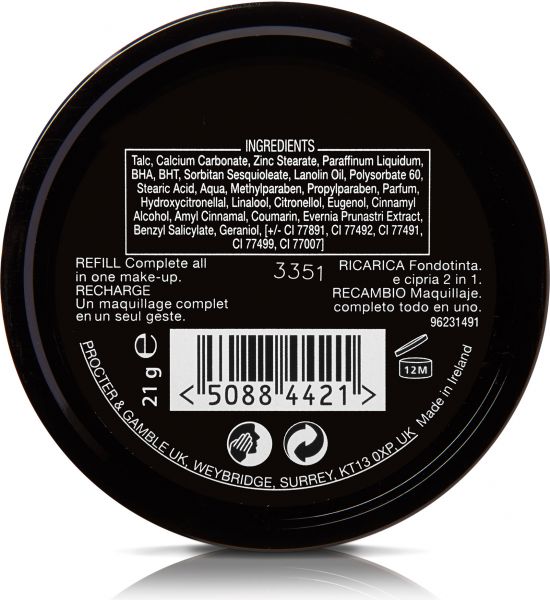 INGREDIENTS
Talc, Calcium Carbonate, Zinc Stearate, Paraffinum Liquidum,
BHA, BHT, Sorbitan Sesquioleate, Lanolin Oil, Polysorbate 60,
Stearic Acid, Aqua, Methylparaben, Propylparaben, Parfum,
Hydroxycitronellal, Linalool, Citronellol, Eugenol, Cinnamyl
Alcohol, Amyl Cinnamal, Coumarin, Evernia Prunastri Extract,
Benzyl Salicylate, Geraniol, [+/- CI 77891, CI 77492, CI 77491,
CI 77499, CI 77007]
REFILL Complete all
in one make-up.
RECHARGE
Un maquillage complet
en un seul geste.
3351
RICARICA Fondotinta.
e cipria 2 in 1.
RECAMBIO Maquillaje.
completo todo en uno.
96231491
21 g e
< 5088 4421 >
12M
PROCTER & GAMBLE UK, WEYBRIDGE, SURREY, KT13 0XP, UK Made in Ireland